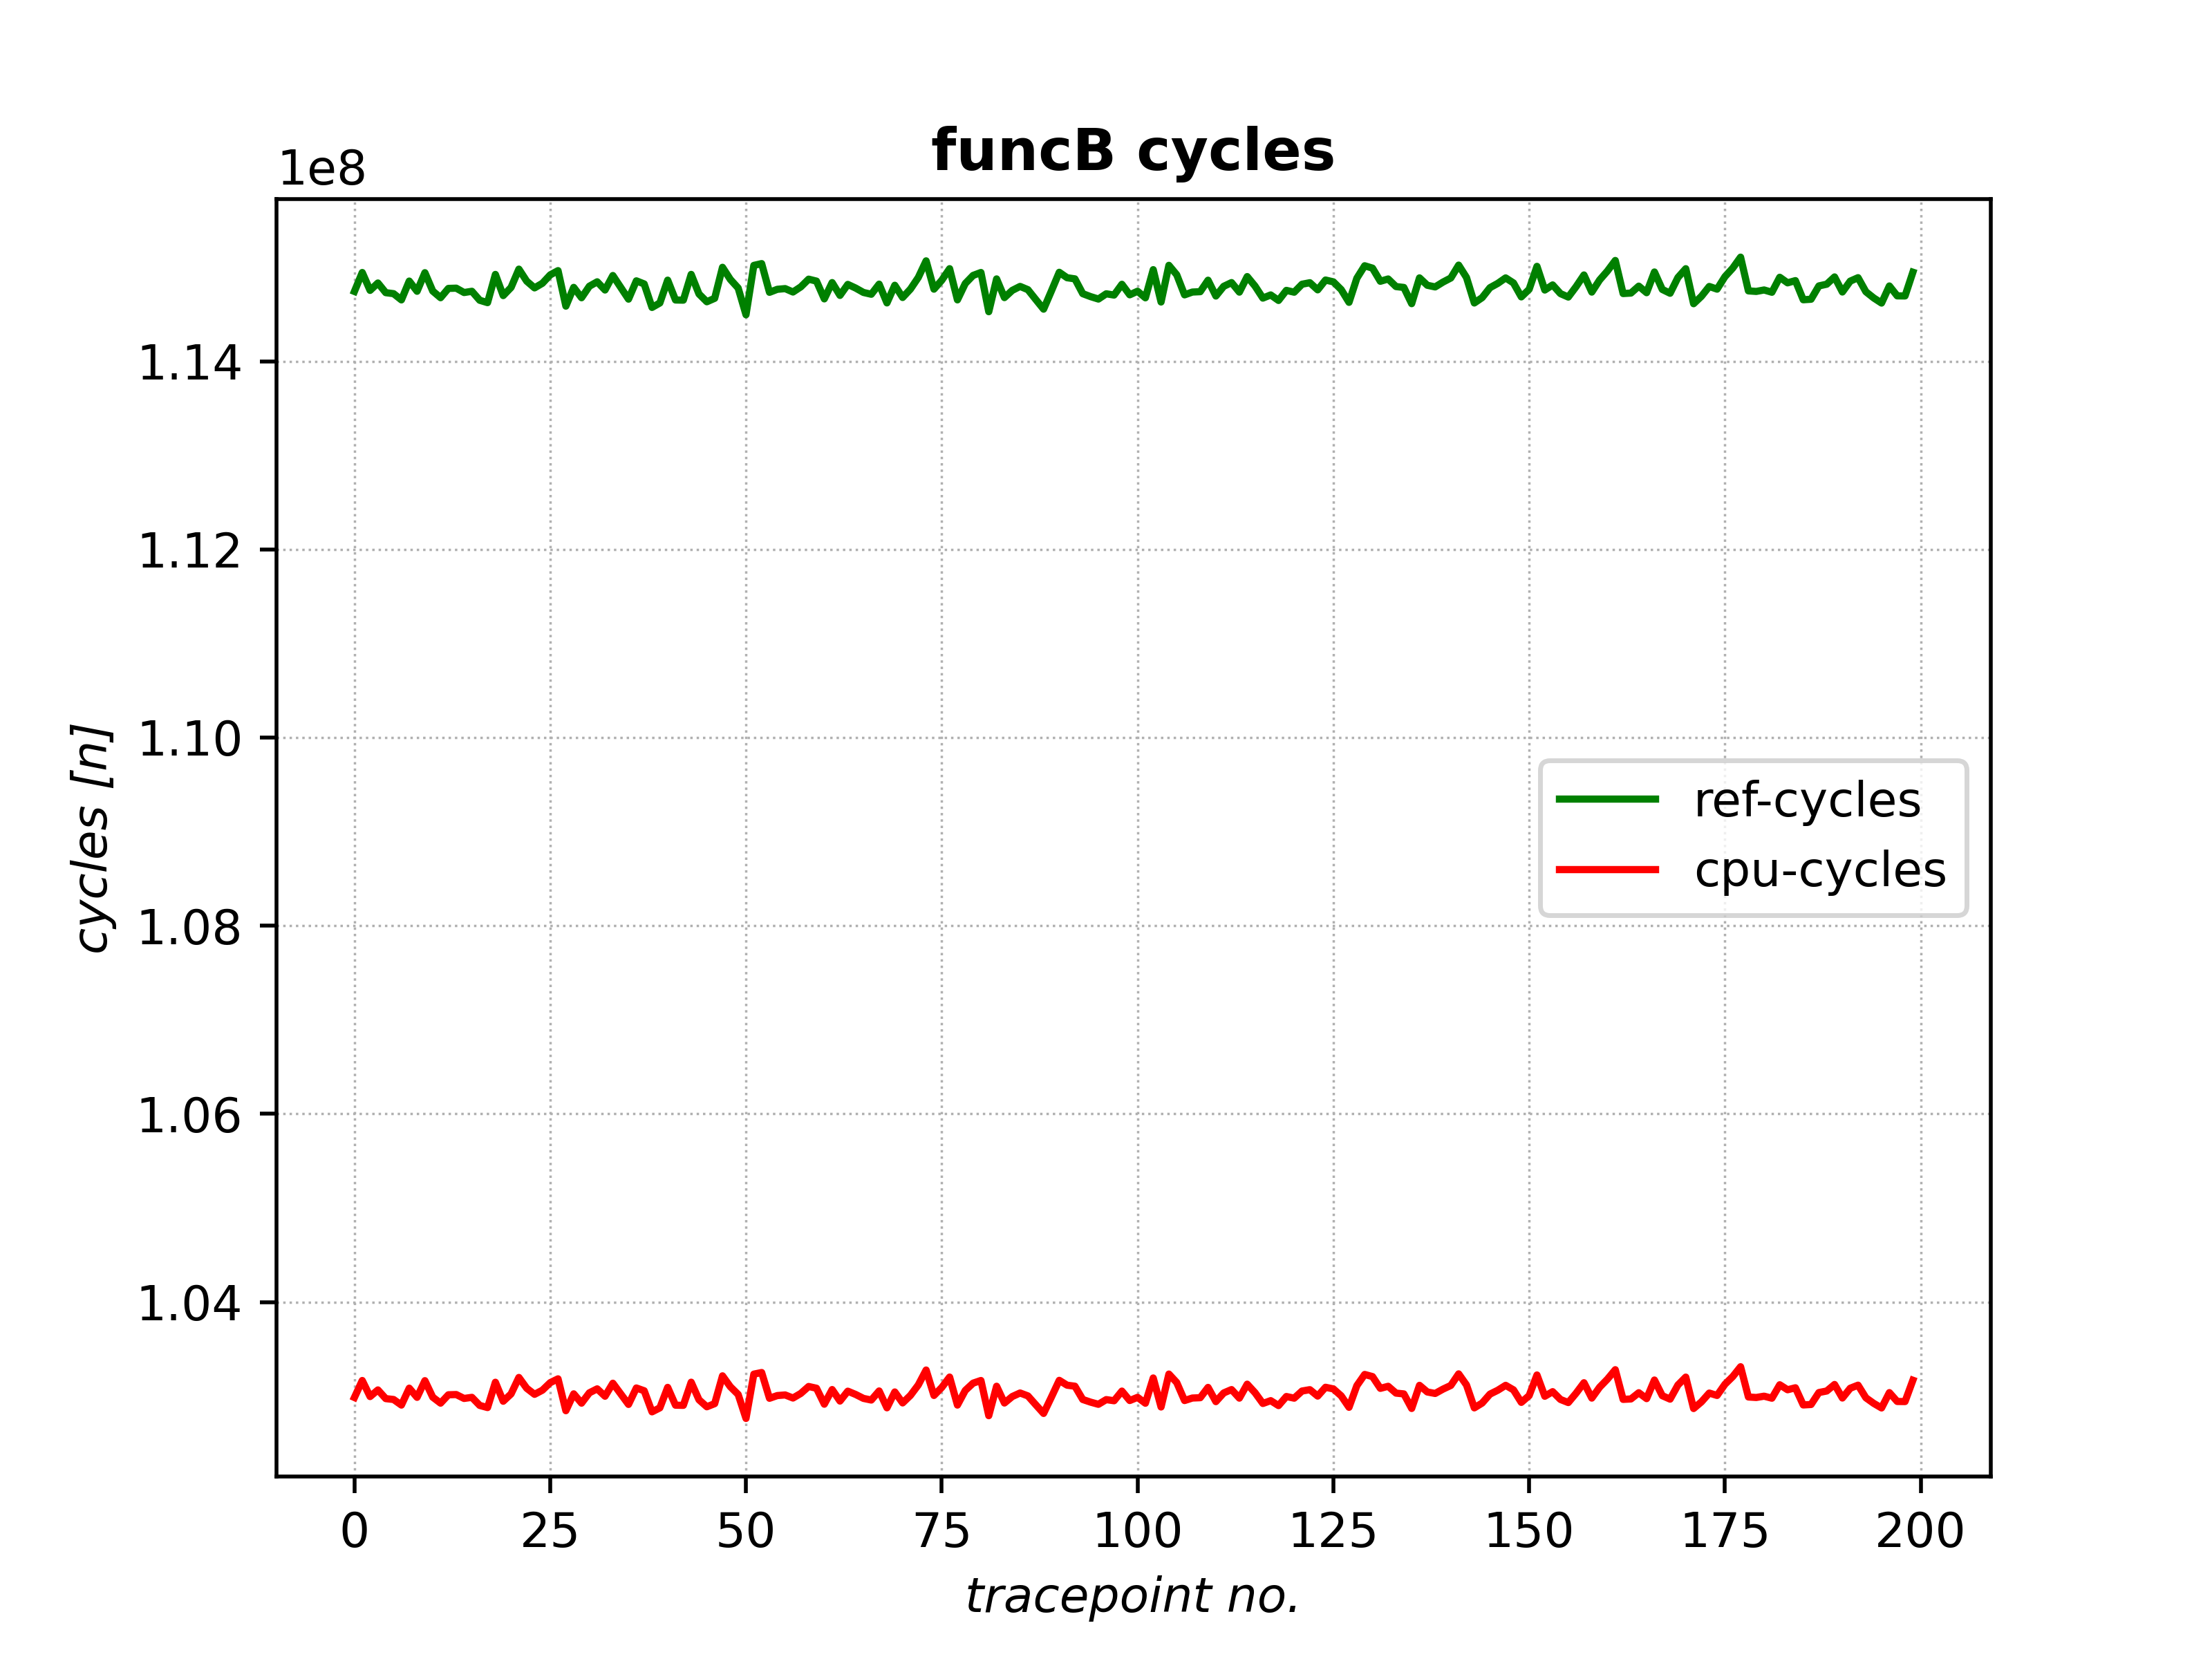 funcB cycles
1e8
1.14
1.12
1.10
1.08
1.06
1.04
cycles [n]
ref-cycles
cpu-cycles
0 25 50 75 100 125 150 175 200
tracepoint no.